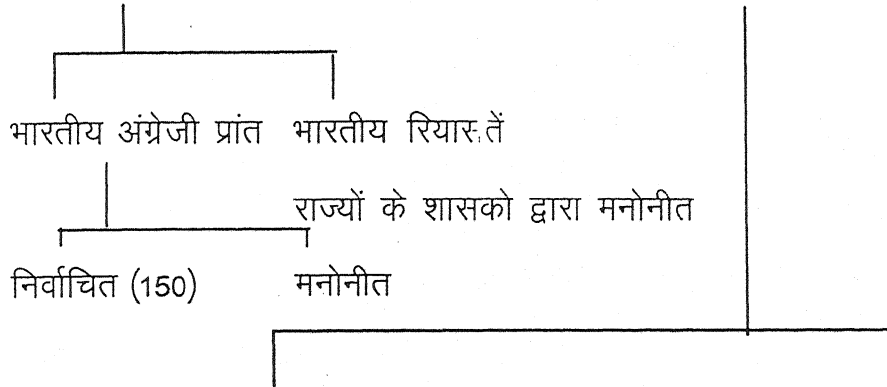 भारतीय अंग्रेजी प्रांत भारतीय रियासतें
राज्यों के शासको द्वारा मनोनीत
निर्वाचित (150) मनोनीत